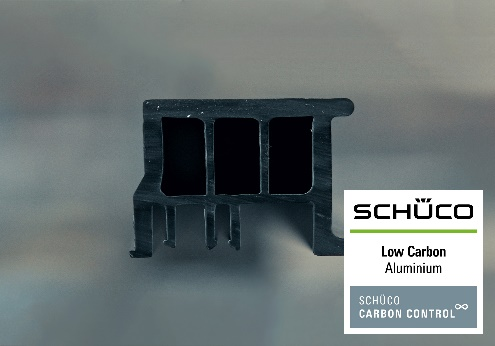 SCHÜCO
Low Carbon
Aluminium
SCHÜCO
CARBON CONTROL∞